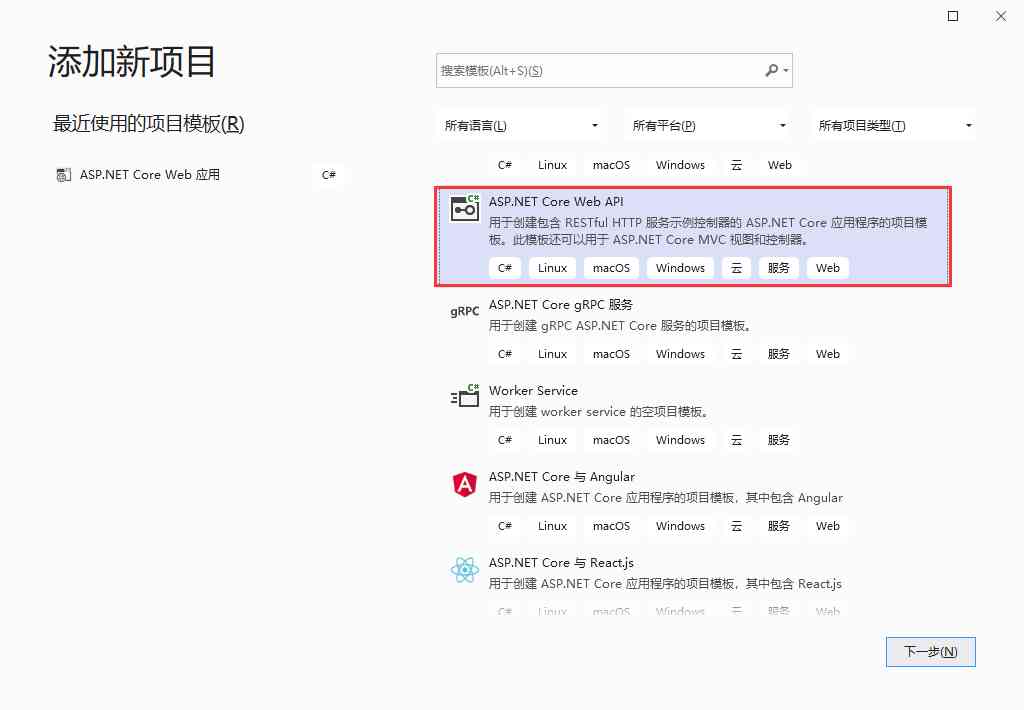 添加新项目
搜索模板(Alt+S)(S)
最近使用的项目模板(R)
所有语言(L) 所有平台(P) 所有项目类型(T)
ASP.NET Core Web 应用 C#
C# Linux macOS Windows 云 Web
C#
ASP.NET Core Web API
用于创建包含 RESTful HTTP 服务示例控制器的 ASP.NET Core 应用程序的项目模
板。此模板还可以用于 ASP.NET Core MVC 视图和控制器。
C# Linux macOS Windows 云 服务 Web
gRPC
ASP.NET Core gRPC 服务
用于创建 gRPC ASP.NET Core 服务的项目模板。
C# Linux macOS Windows 云 服务 Web
C#
Worker Service
用于创建 worker service 的空项目模板。
C# Linux macOS Windows 云 服务
A
ASP.NET Core 与 Angular
用于创建 ASP.NET Core 应用程序的项目模板，其中包含 Angular
C# Linux macOS Windows 云 服务 Web
ASP.NET Core 与 React.js
用于创建 ASP.NET Core 应用程序的项目模板，其中包含 React.js
C# Linux macOS Windows 云 服务 Web
下一步(N)